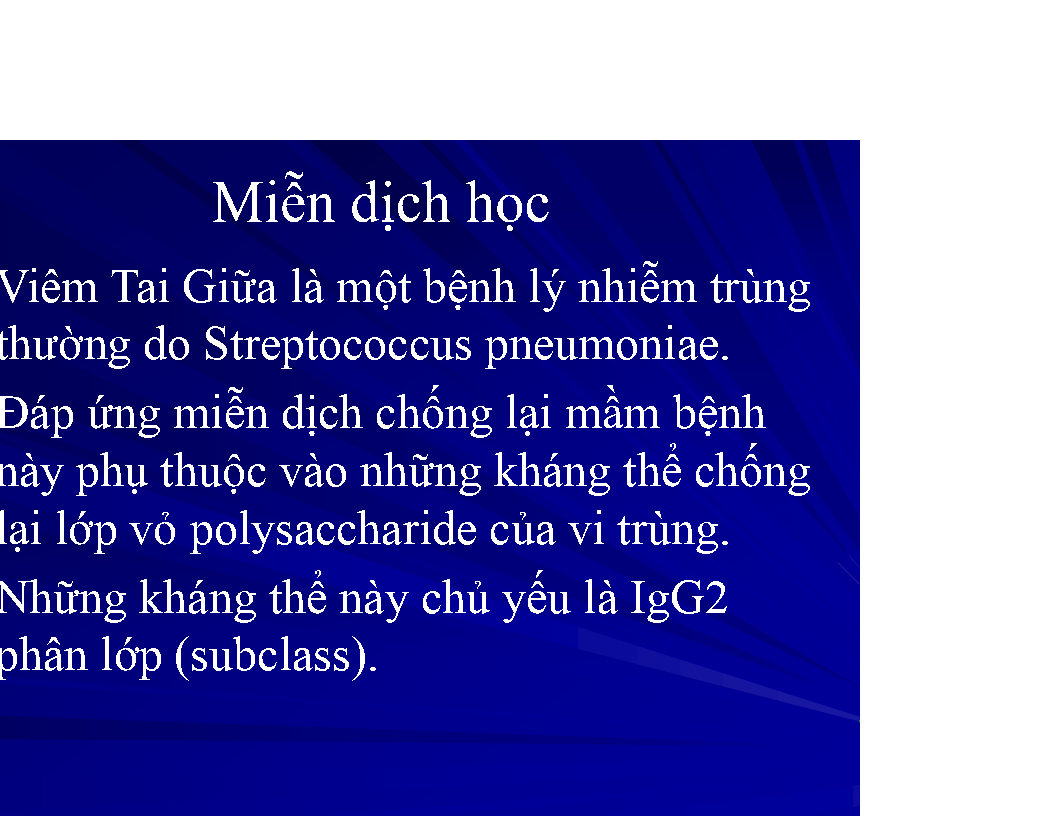 Miễn dịch học
Viêm Tai Giữa là một bệnh lý nhiễm trùng
thường do Streptococcus pneumoniae.
Đáp ứng miễn dịch chống lại mầm bệnh
này phụ thuộc vào những kháng thể chống
lại lớp vỏ polysaccharide của vi trùng.
Những kháng thể này chủ yếu là IgG2
phân lớp (subclass).